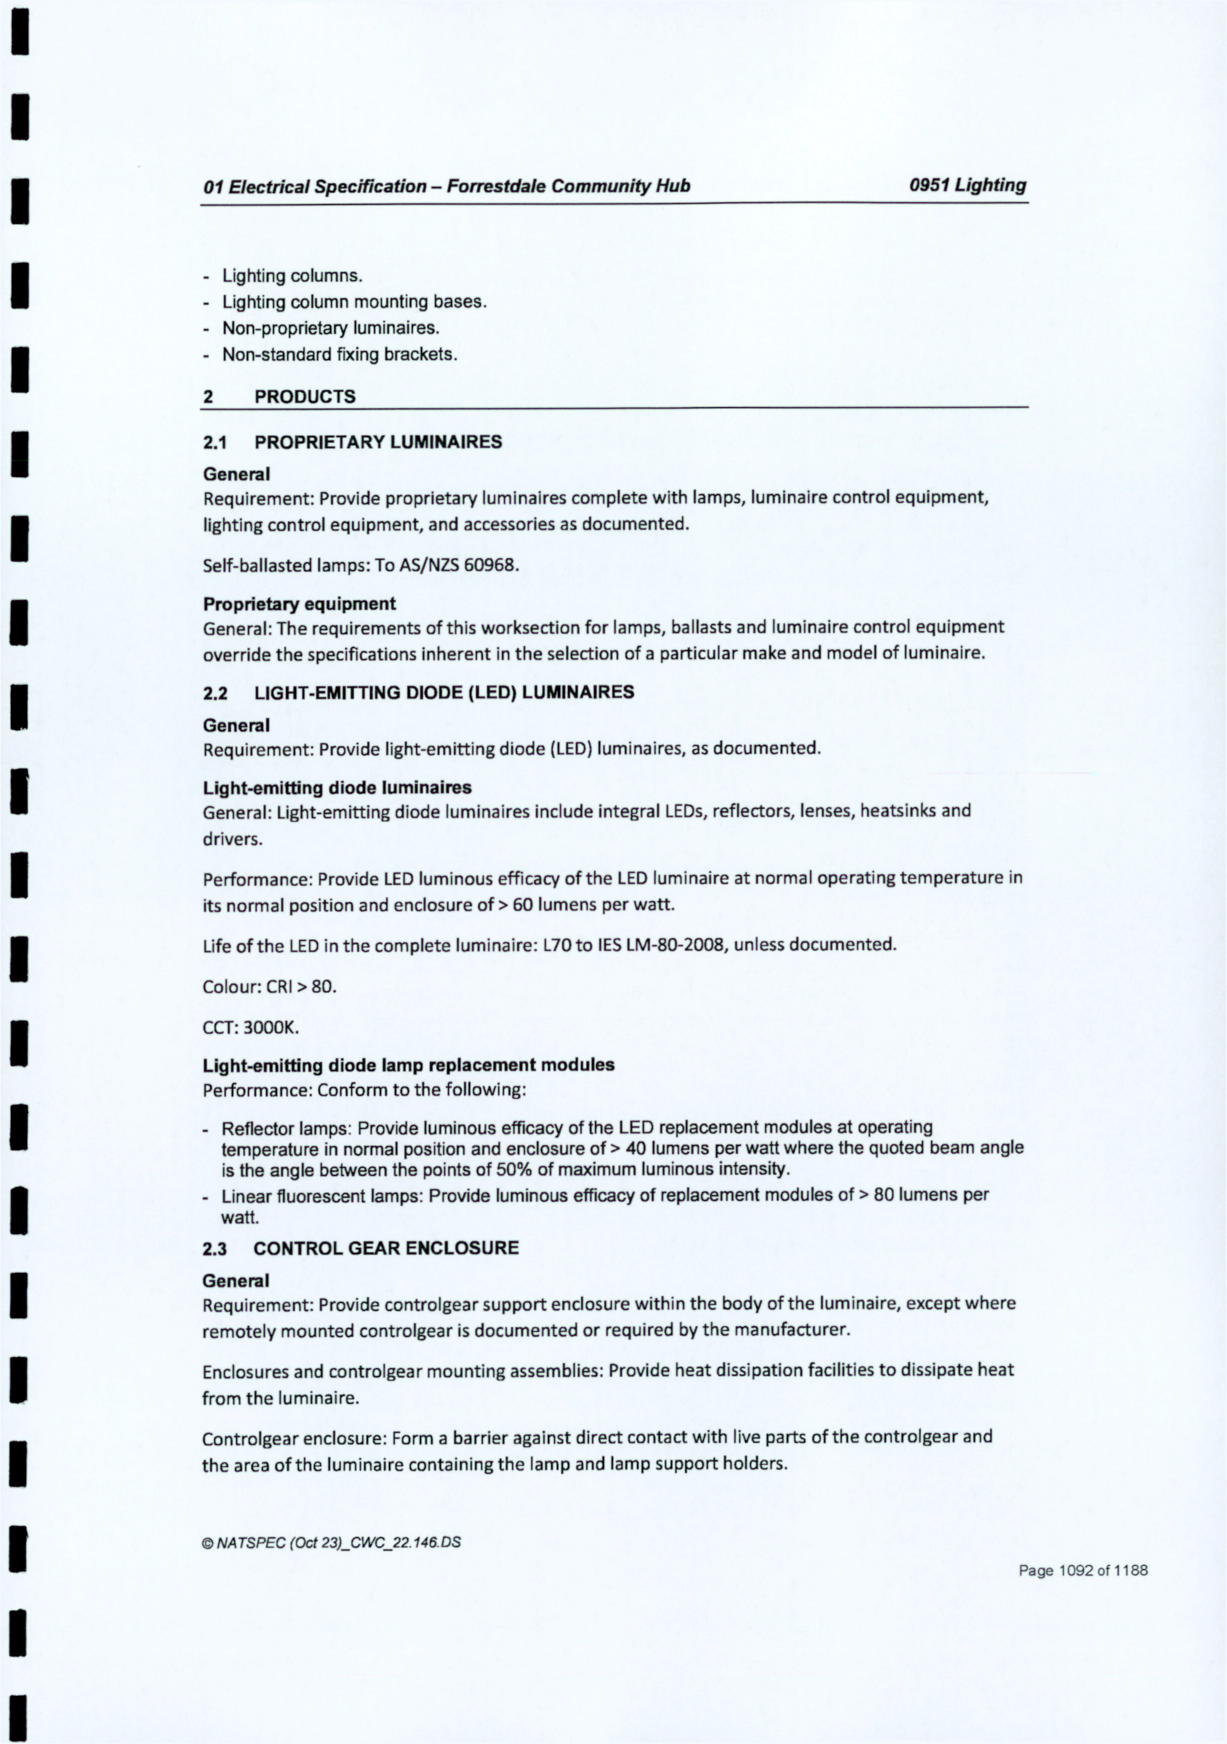 01 Electrical Specification – Forrestdale Community Hub 0951 Lighting
- Lighting columns.
- Lighting column mounting bases.
- Non-proprietary luminaires.
- Non-standard fixing brackets.
2 PRODUCTS
2.1 PROPRIETARY LUMINAIRES
General
Requirement: Provide proprietary luminaires complete with lamps, luminaire control equipment,
lighting control equipment, and accessories as documented.
Self-ballasted lamps: To AS/NZS 60968.
Proprietary equipment
General: The requirements of this worksection for lamps, ballasts and luminaire control equipment
override the specifications inherent in the selection of a particular make and model of luminaire.
2.2 LIGHT-EMITTING DIODE (LED) LUMINAIRES
General
Requirement: Provide light-emitting diode (LED) luminaires, as documented.
Light-emitting diode luminaires
General: Light-emitting diode luminaires include integral LEDs, reflectors, lenses, heatsinks and
drivers.
Performance: Provide LED luminous efficacy of the LED luminaire at normal operating temperature in
its normal position and enclosure of > 60 lumens per watt.
Life of the LED in the complete luminaire: L70 to IES LM-80-2008, unless documented.
Colour: CRI > 80.
CCT: 3000K.
Light-emitting diode lamp replacement modules
Performance: Conform to the following:
- Reflector lamps: Provide luminous efficacy of the LED replacement modules at operating
temperature in normal position and enclosure of > 40 lumens per watt where the quoted beam angle
is the angle between the points of 50% of maximum luminous intensity.
- Linear fluorescent lamps: Provide luminous efficacy of replacement modules of > 80 lumens per
watt.
2.3 CONTROL GEAR ENCLOSURE
General
Requirement: Provide controlgear support enclosure within the body of the luminaire, except where
remotely mounted controlgear is documented or required by the manufacturer.
Enclosures and controlgear mounting assemblies: Provide heat dissipation facilities to dissipate heat
from the luminaire.
Controlgear enclosure: Form a barrier against direct contact with live parts of the controlgear and
the area of the luminaire containing the lamp and lamp support holders.
© NATSPEC (Oct 23)_CWC_22.146.DS
Page 1092 of 1188